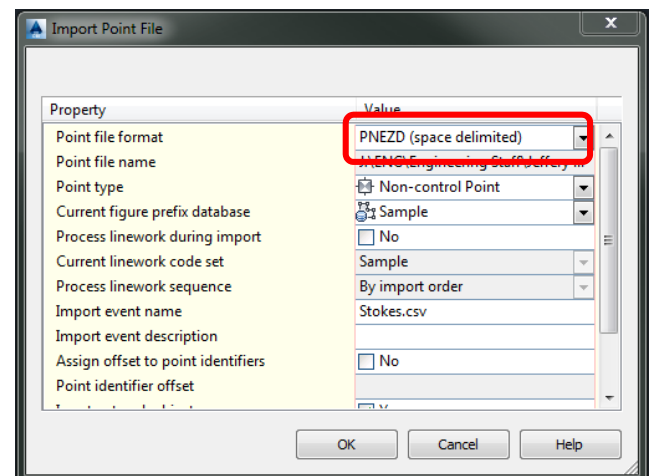 Import Point File
x
Property Value
Point file format PNEZD (space delimited)
Point file name
Point type Non-control Point
Current figure prefix database Sample
Process linework during import No
Current linework code set Sample
Process linework sequence By import order
Import event name Stokes.csv
Import event description
Assign offset to point identifiers No
Point identifier offset
OK Cancel Help